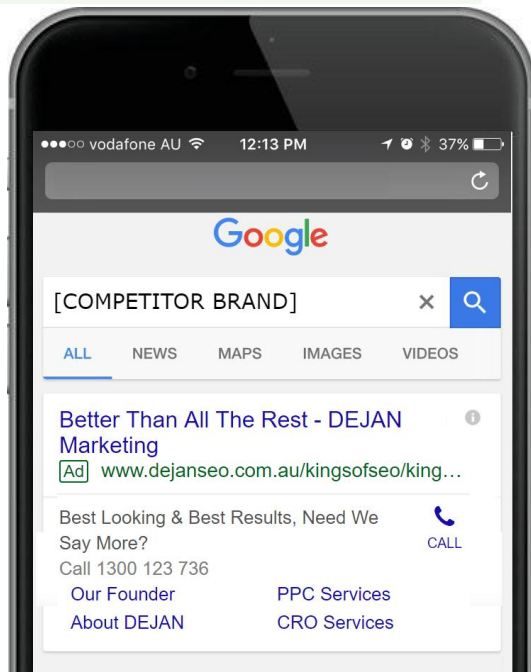 vodafone AU 12:13 PM 37%
Google
[COMPETITOR BRAND] ×
ALL NEWS MAPS IMAGES VIDEOS
Better Than All The Rest - DEJAN
Marketing
Ad www.dejanseo.com.au/kingsofseo/king...
Best Looking & Best Results, Need We
Say More?
CALL
Call 1300 123 736
Our Founder PPC Services
About DEJAN CRO Services